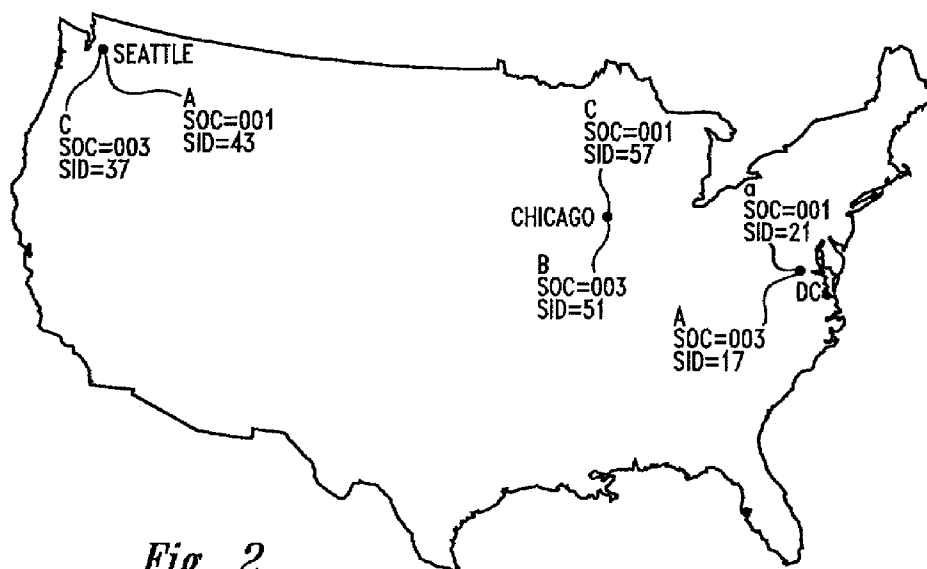 SEATTLE
C
SOC=003
SID=37
A
SOC=001
SID=43
C
SOC=001
SID=57
CHICAGO
B
SOC=003
SID=51
a
SOC=001
SID=21
DC
A
SOC=003
SID=17
Fig. 2